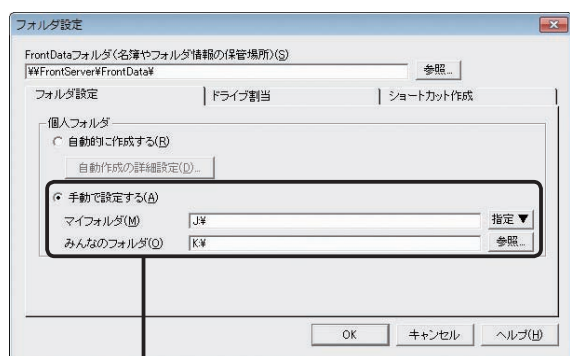 フォルダ設定
FrontDataフォルダ(名簿やフォルダ情報の保管場所)(S)
¥¥FrontServer¥FrontData¥ 参照...
フォルダ設定 ドライブ割当 ショートカット作成
個人フォルダ
自動的に作成する(R)
自動作成の詳細設定(D)...
手動で設定する(A)
マイフォルダ(M) J:¥ 指定▼
みんなのフォルダ(O) K:¥ 参照...
OK キャンセル ヘルプ(H)